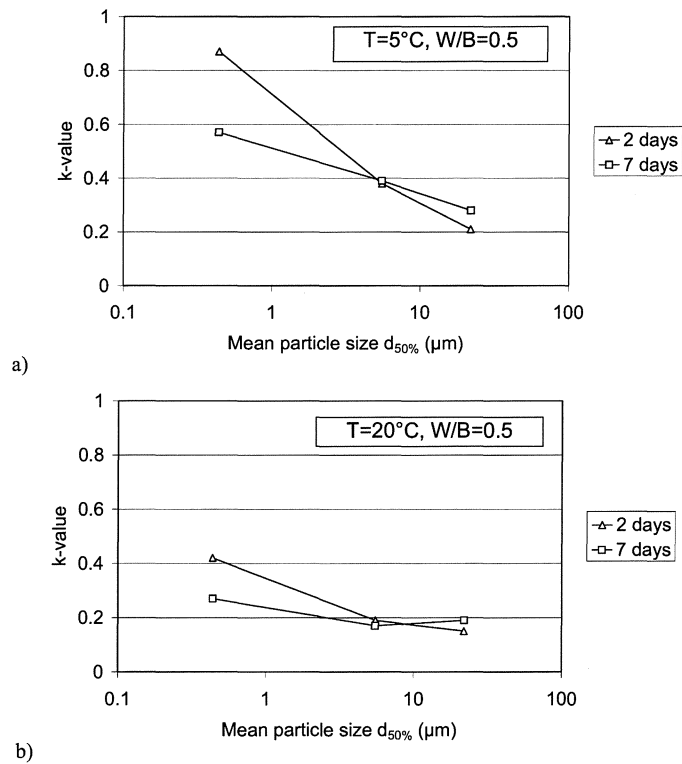 1
T=5°C, W/B=0.5
0.8
0.6
0.4
0.2
0
k-value
2 days
7 days
0.1 1 10 100
Mean particle size d50% (µm)
a)
1
T=20°C, W/B=0.5
0.8
0.6
0.4
0.2
0
k-value
2 days
7 days
0.1 1 10 100
Mean particle size d50% (µm)
b)